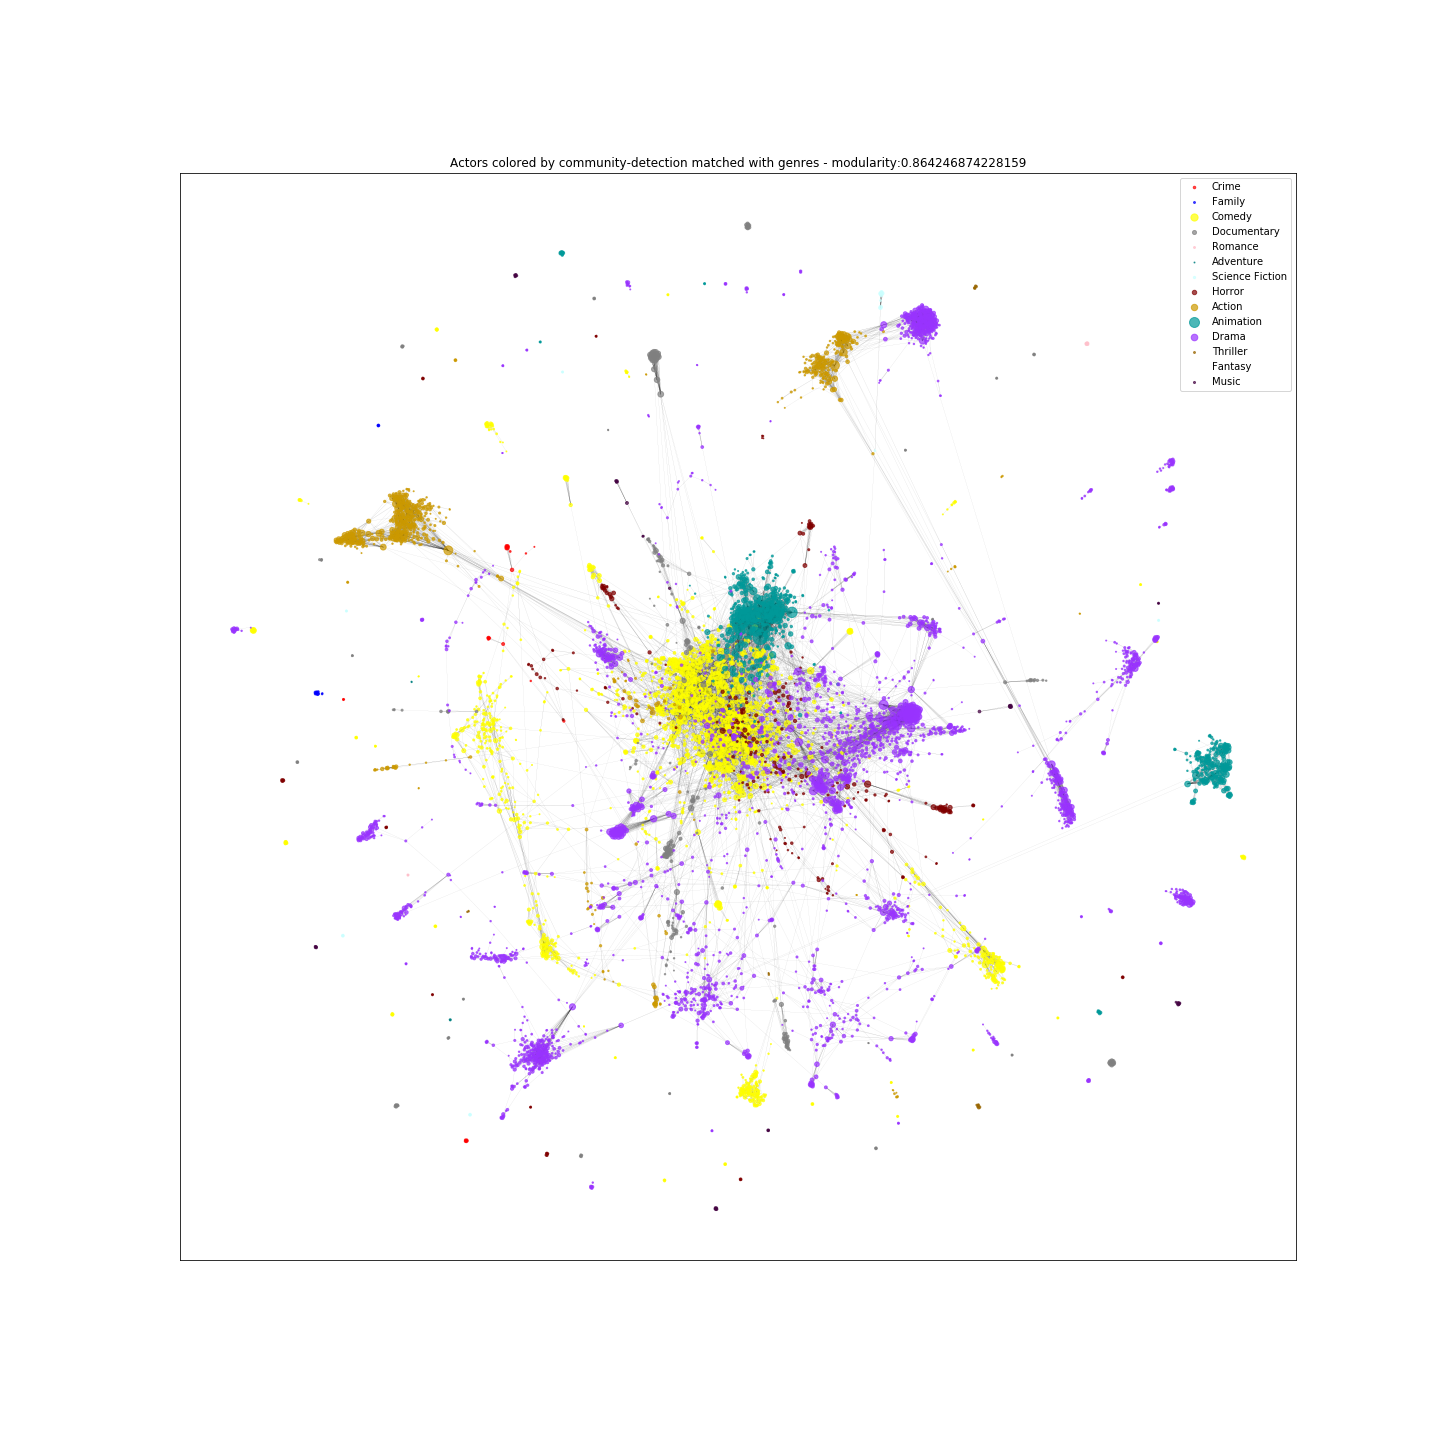 Actors colored by community-detection matched with genres - modularity:0.864246874228159
Crime
Family
Comedy
Documentary
Romance
Adventure
Science Fiction
Horror
Action
Animation
Drama
Thriller
Fantasy
Music